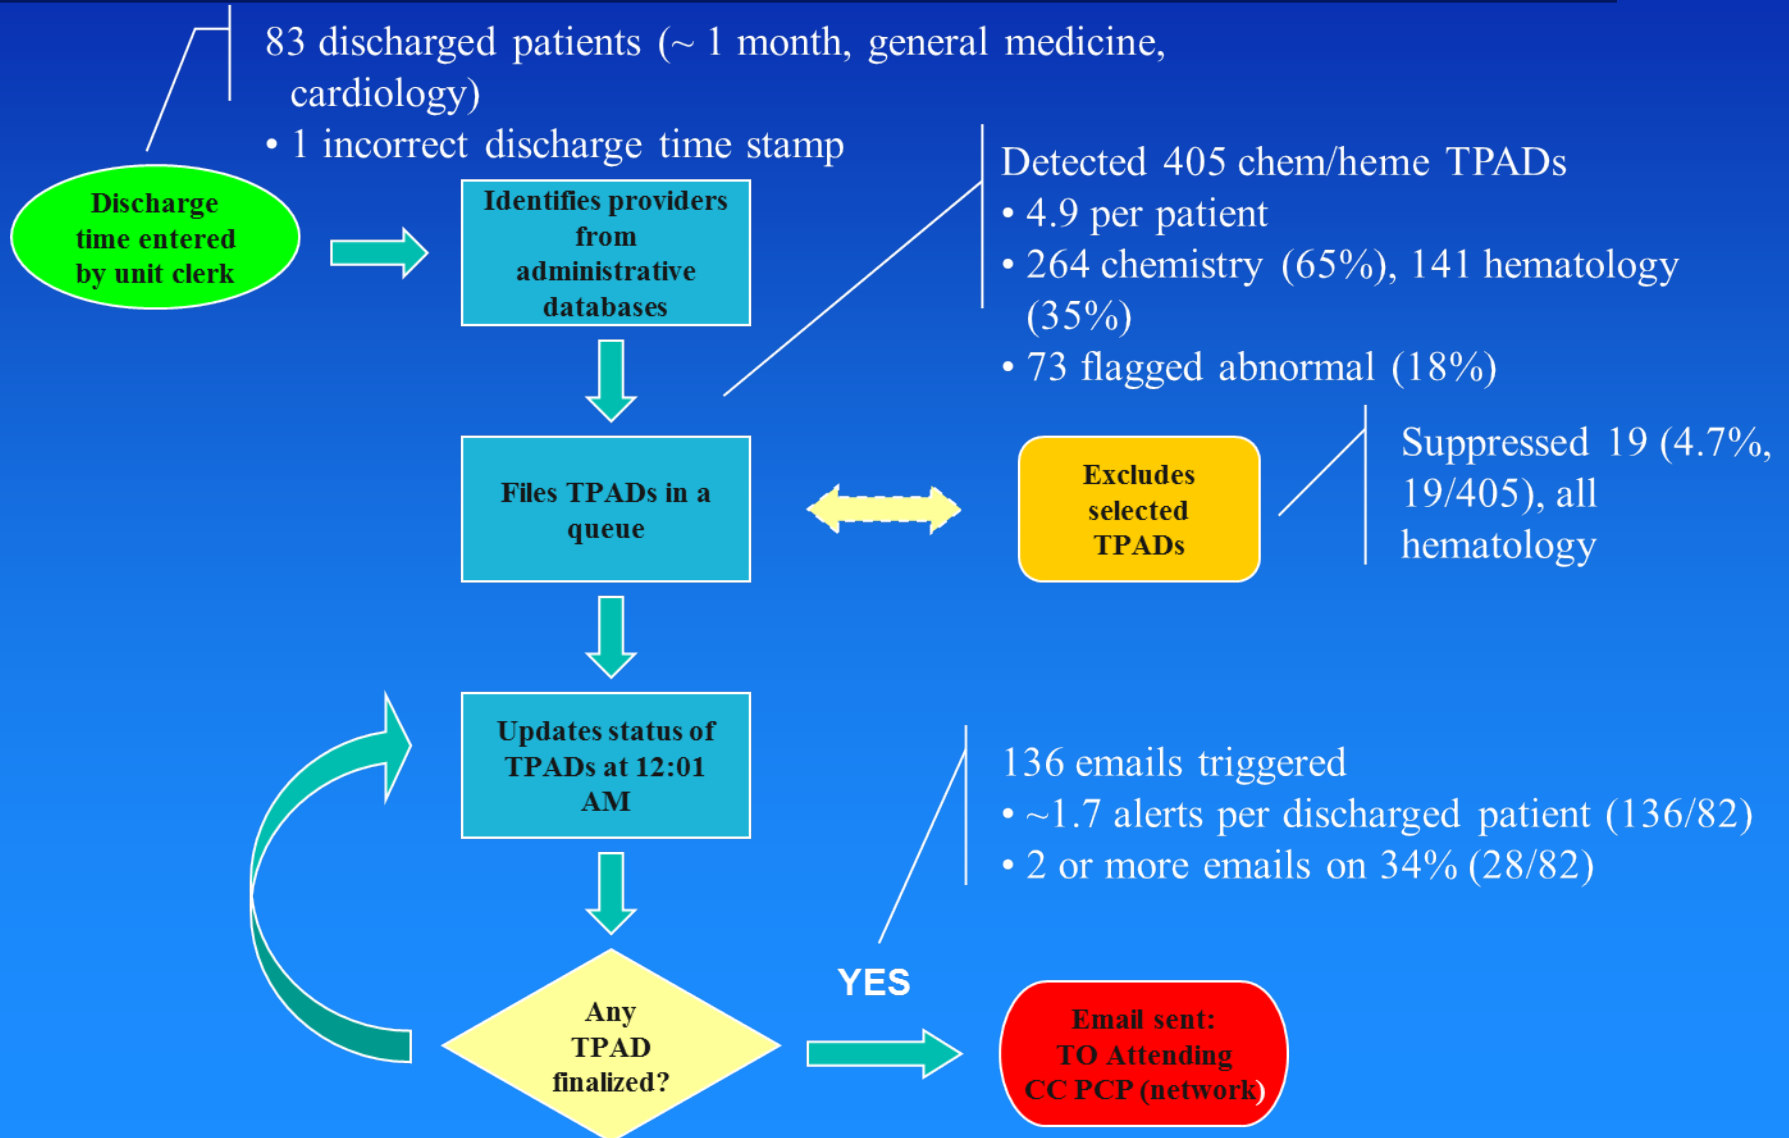 83 discharged patients (~ 1 month, general medicine,
cardiology)
• 1 incorrect discharge time stamp
Discharge
time entered
by unit clerk
Identifies providers
from
administrative
databases
Detected 405 chem/heme TPADs
• 4.9 per patient
• 264 chemistry (65%), 141 hematology
(35%)
• 73 flagged abnormal (18%)
Files TPADs in a
queue
Excludes
selected
TPADs
Suppressed 19 (4.7%,
19/405), all
hematology
Updates status of
TPADs at 12:01
AM
136 emails triggered
• ~1.7 alerts per discharged patient (136/82)
• 2 or more emails on 34% (28/82)
Any
TPAD
finalized?
YES
Email sent:
TO Attending
CC PCP (network)